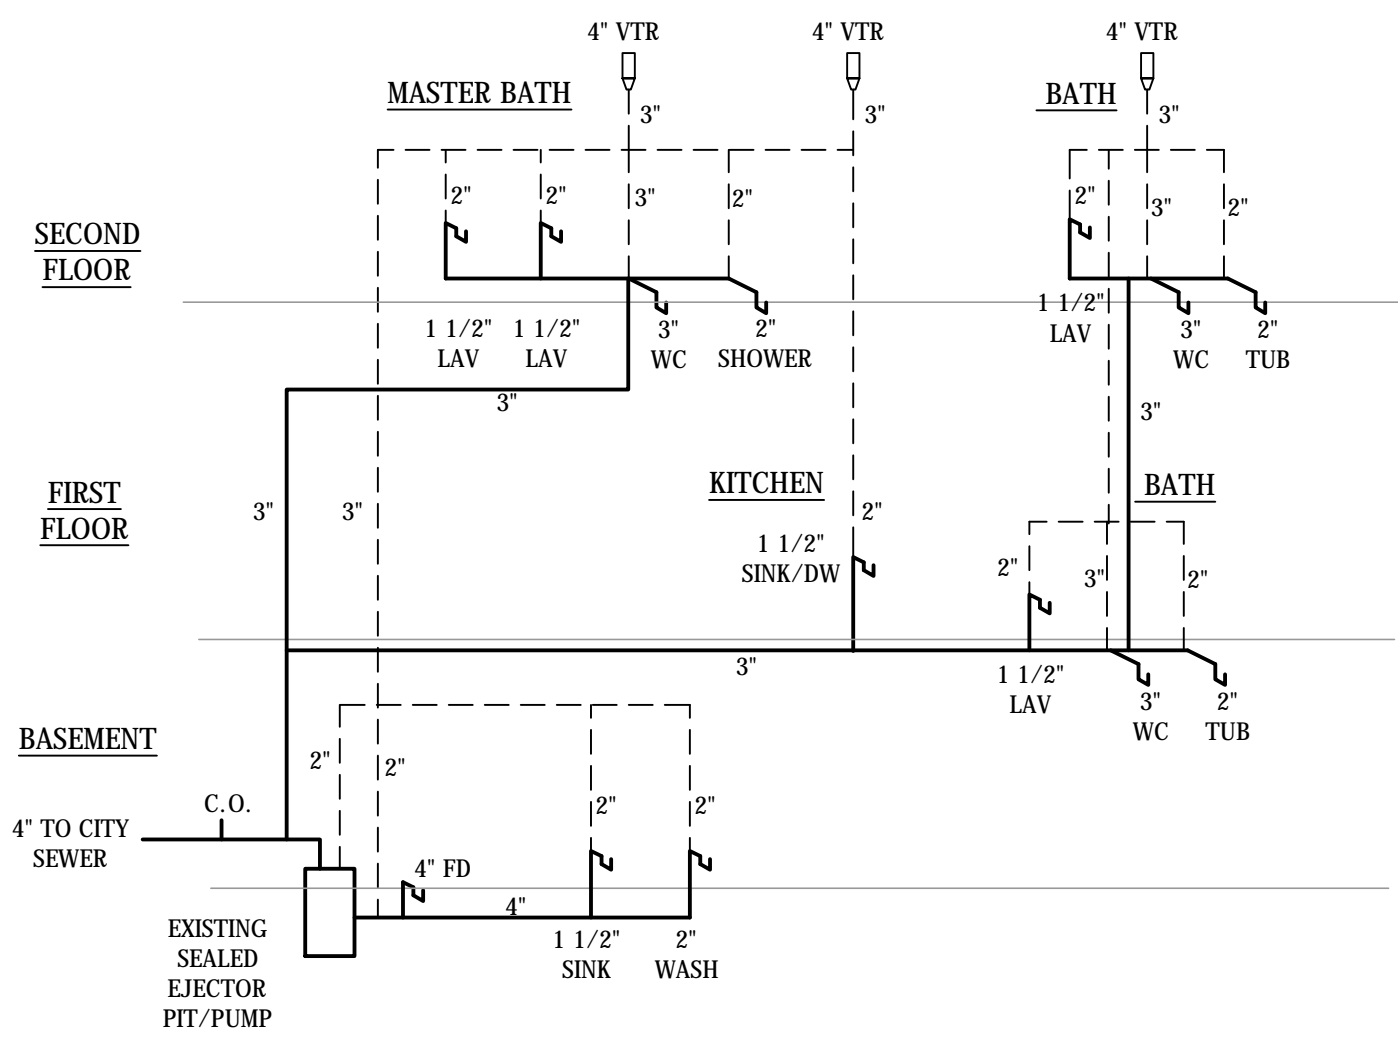 4" VTR
4" VTR
4" VTR
MASTER BATH
BATH
3"
3"
3"
2"
2"
3"
2"
2"
3"
2"
SECOND
FLOOR
1 1/2"
LAV
1 1/2"
LAV
3"
WC
2"
SHOWER
1 1/2"
LAV
3"
WC
2"
TUB
3"
3"
FIRST
FLOOR
3"
3"
KITCHEN
BATH
2"
1 1/2"
SINK/DW
2"
3"
2"
3"
1 1/2"
LAV
3"
WC
2"
TUB
BASEMENT
2"
2"
C.O.
2"
2"
4" TO CITY
SEWER
4" FD
4"
EXISTING
SEALED
EJECTOR
PIT/PUMP
1 1/2"
SINK
2"
WASH